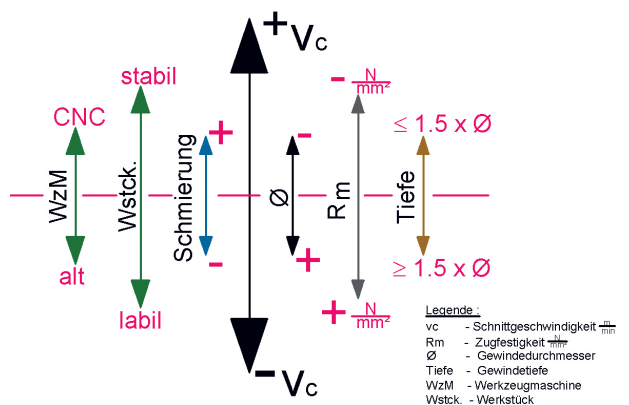 +Vc
stabil
- N/mm²
CNC
+
-
≤ 1.5 x Ø
WzM
Wstck.
Schmierung
Ø
Rm
Tiefe
alt
-
+
≥ 1.5 x Ø
labil
+ N/mm²
-Vc
Legende :
vc - Schnittgeschwindigkeit m/min
Rm - Zugfestigkeit N/mm²
Ø - Gewindedurchmesser
Tiefe - Gewindetiefe
WzM - Werkzeugmaschine
Wstck. - Werkstück